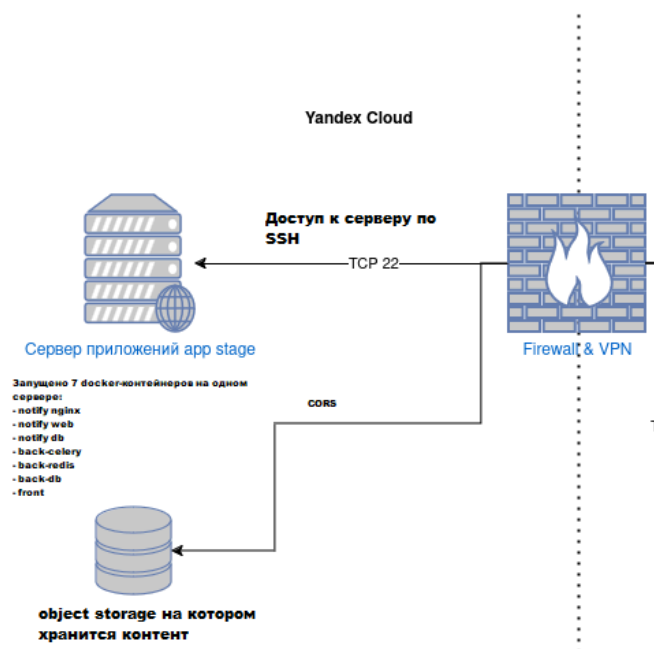 Yandex Cloud
Доступ к серверу по
SSH
TCP 22
Сервер приложений app stage
Firewall & VPN
Запущено 7 docker-контейнеров на одном
сервере:
- notify nginx
- notify web
- notify db
- back-celery
- back-redis
- back-db
- front
CORS
T
object storage на котором
хранится контент